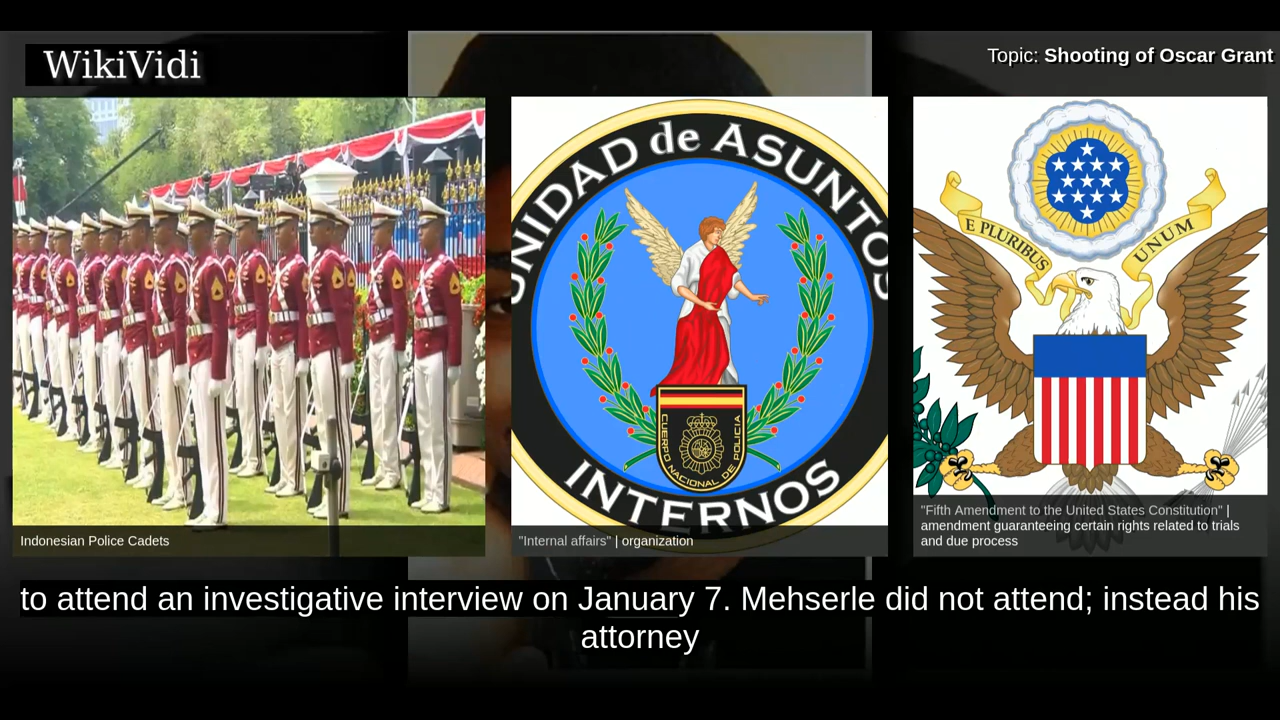 WikiVidi
Topic: Shooting of Oscar Grant
Indonesian Police Cadets
UNIDAD de ASUNTOS
INTERNOS
CUERPO NACIONAL DE POLICÍA
"Internal affairs" | organization
E PLURIBUS UNUM
"Fifth Amendment to the United States Constitution" |
amendment guaranteeing certain rights related to trials
and due process
to attend an investigative interview on January 7. Mehserle did not attend; instead his
attorney